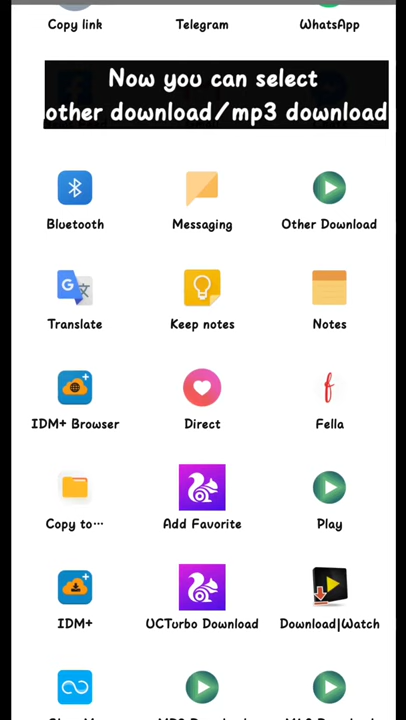 Copy link
Telegram
WhatsApp
Now you can select
other download/mp3 download
Bluetooth
Messaging
Other Download
Translate
Keep notes
Notes
IDM+ Browser
Direct
Fella
Copy to...
Add Favorite
Play
IDM+
UCTurbo Download
Download|Watch